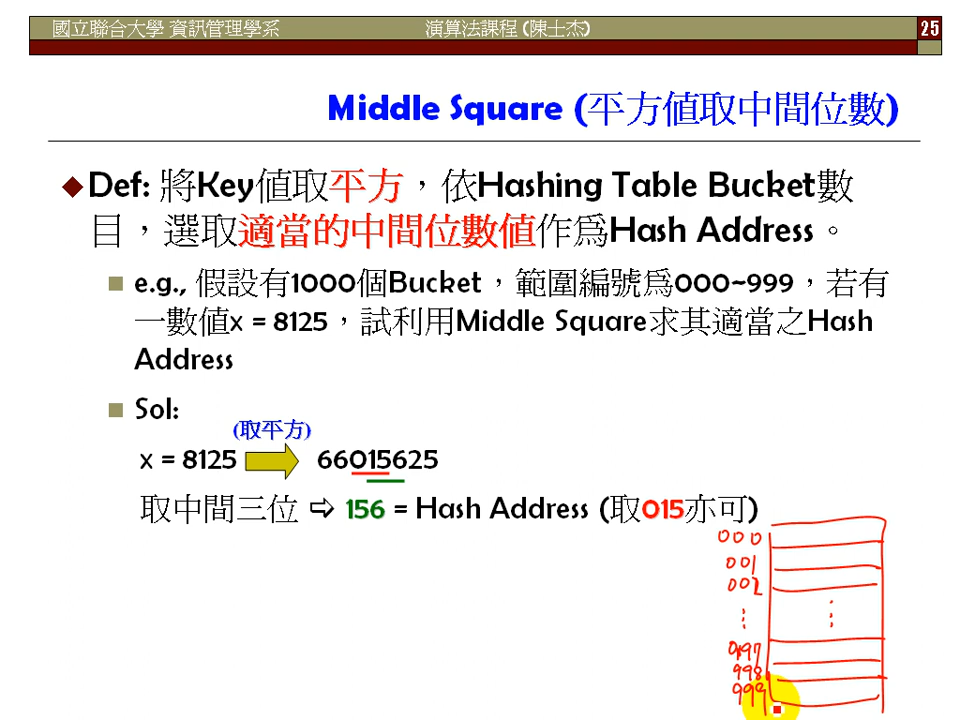 國立聯合大學 資訊管理學系 演算法課程 (陳士杰) 25
Middle Square (平方值取中間位數)
Def: 將Key值取平方，依Hashing Table Bucket數
目，選取適當的中間位數值作為Hash Address。
e.g., 假設有1000個Bucket，範圍編號為000~999，若有
一數值x = 8125，試利用Middle Square求其適當之Hash
Address
Sol:
(取平方)
x = 8125 66015625
取中間三位 ⇨ 156 = Hash Address (取015亦可)
000
001
002
⋮ ⋮
997
998
999